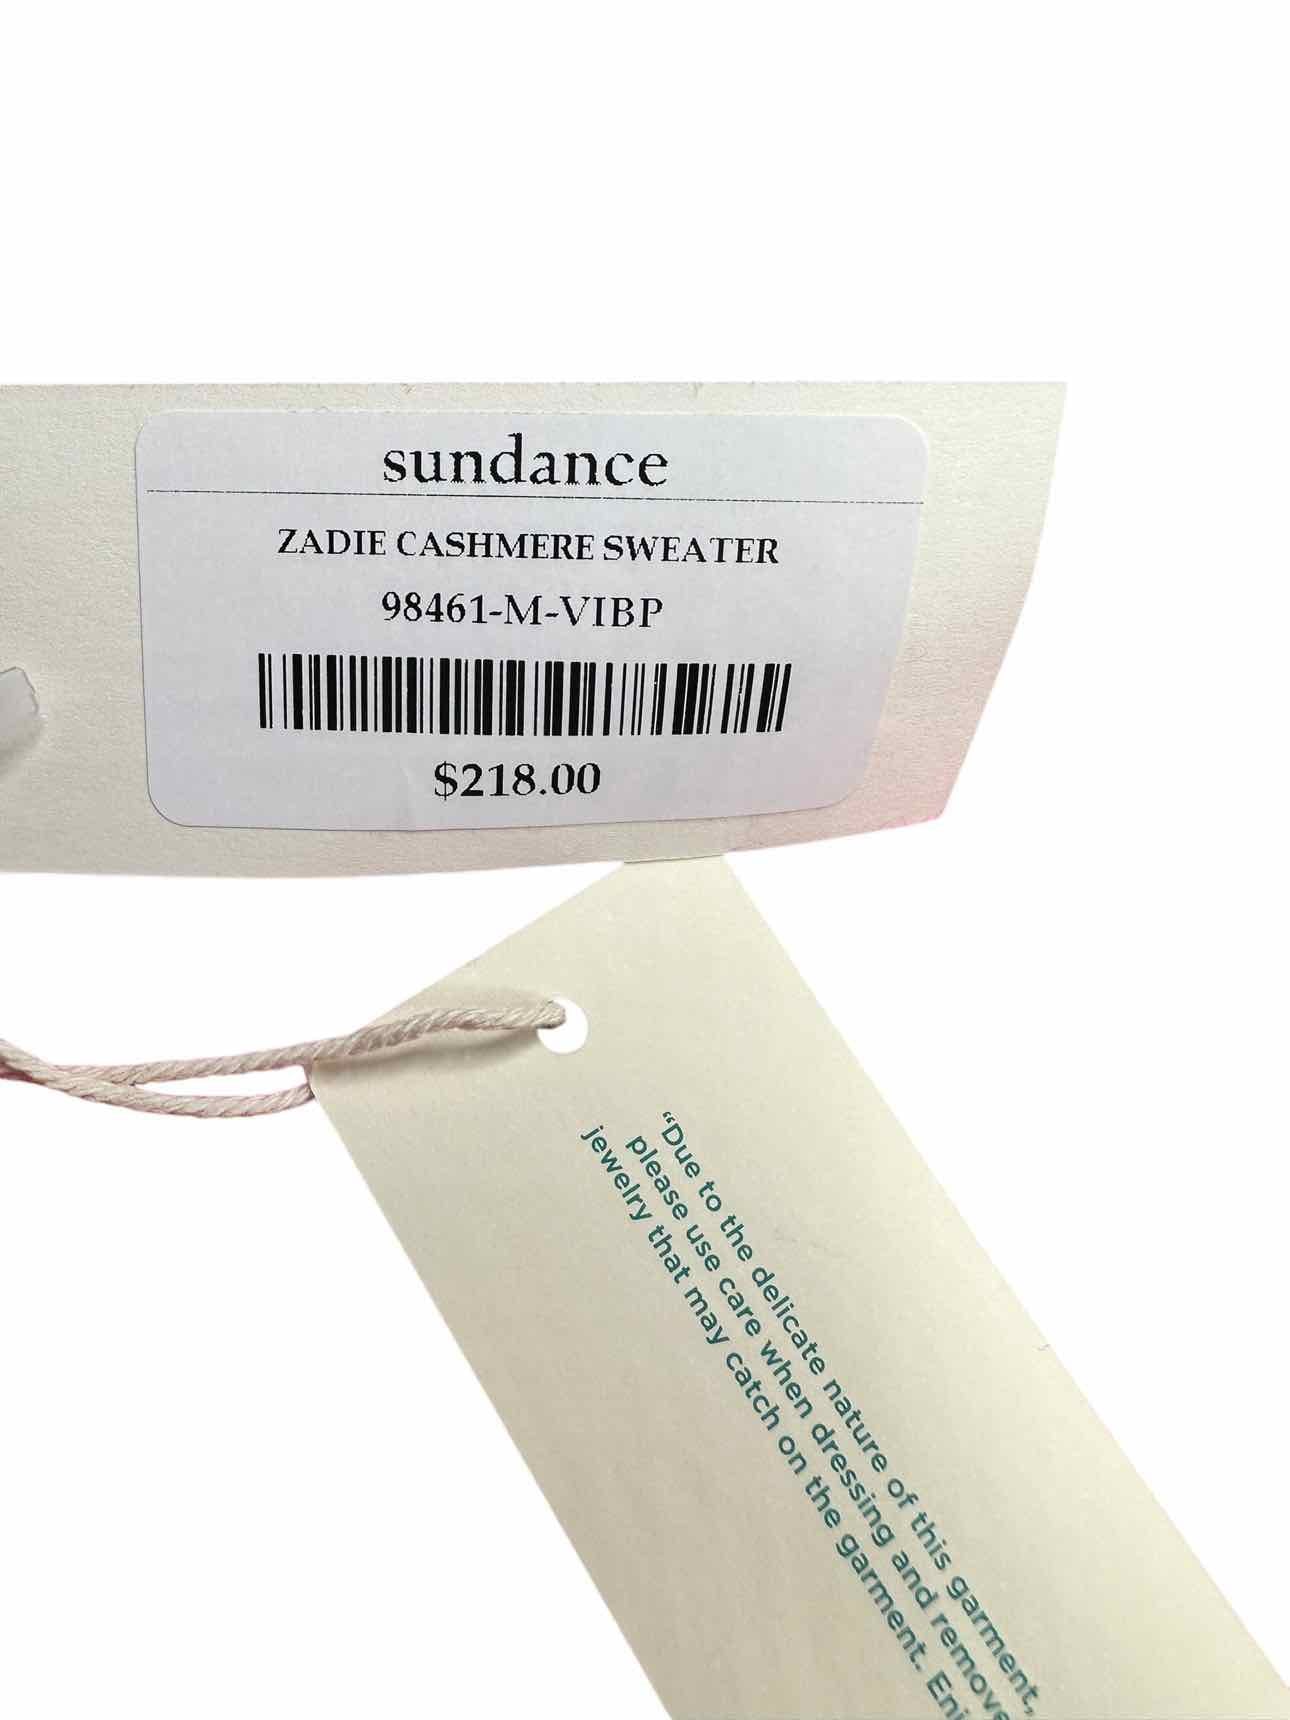 sundance
ZADIE CASHMERE SWEATER
98461-M-VIBP
$218.00
“Due to the delicate nature of this garment,
please use care when dressing and remove
jewelry that may catch on the garment.